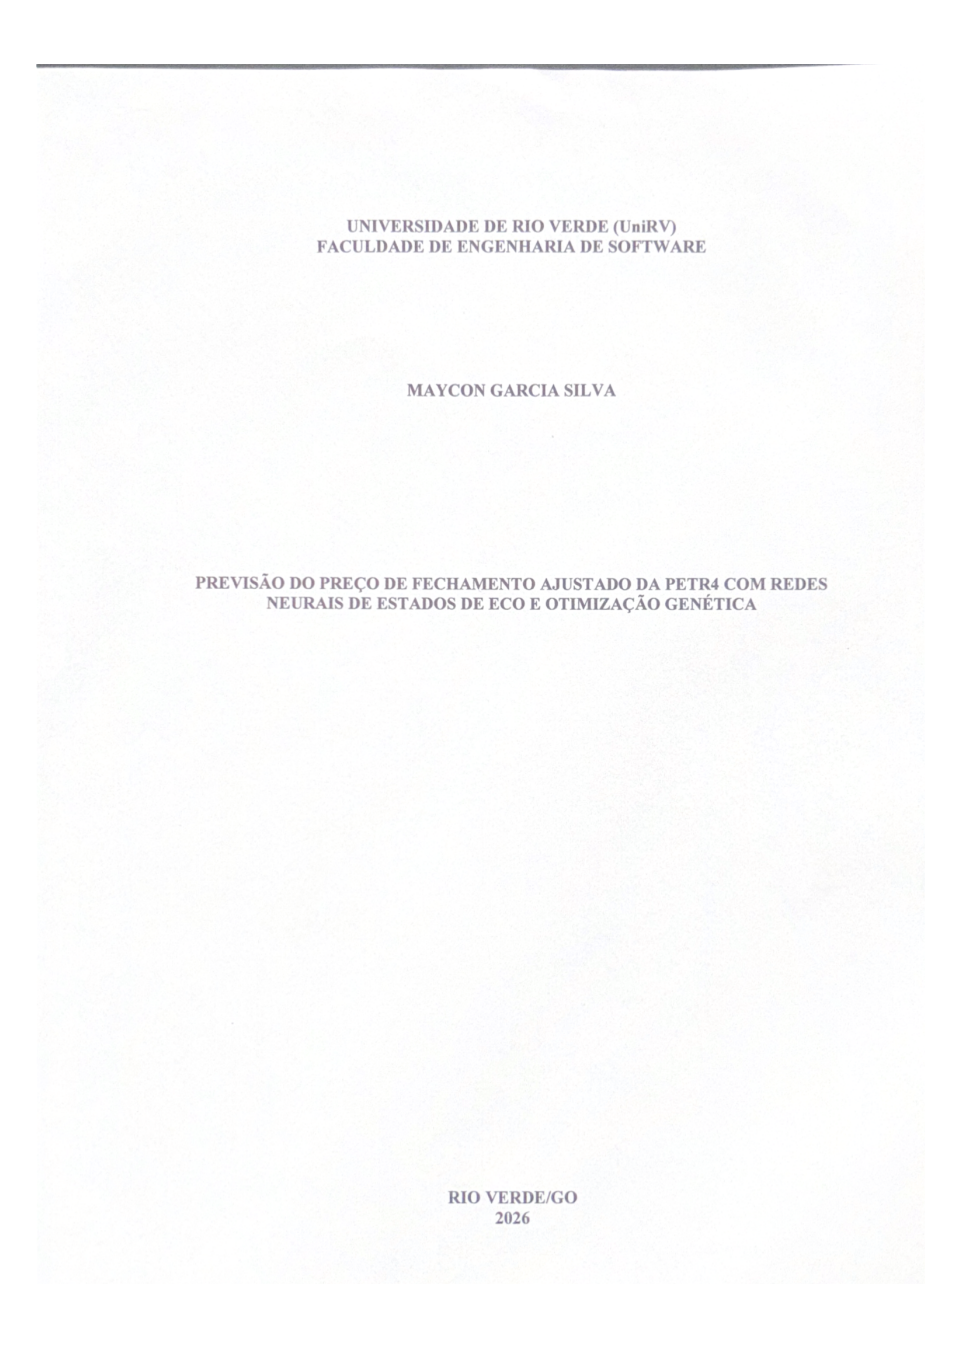 UNIVERSIDADE DE RIO VERDE (UniRV)
FACULDADE DE ENGENHARIA DE SOFTWARE
MAYCON GARCIA SILVA
PREVISÃO DO PREÇO DE FECHAMENTO AJUSTADO DA PETR4 COM REDES
NEURAIS DE ESTADOS DE ECO E OTIMIZAÇÃO GENÉTICA
RIO VERDE/GO
2026